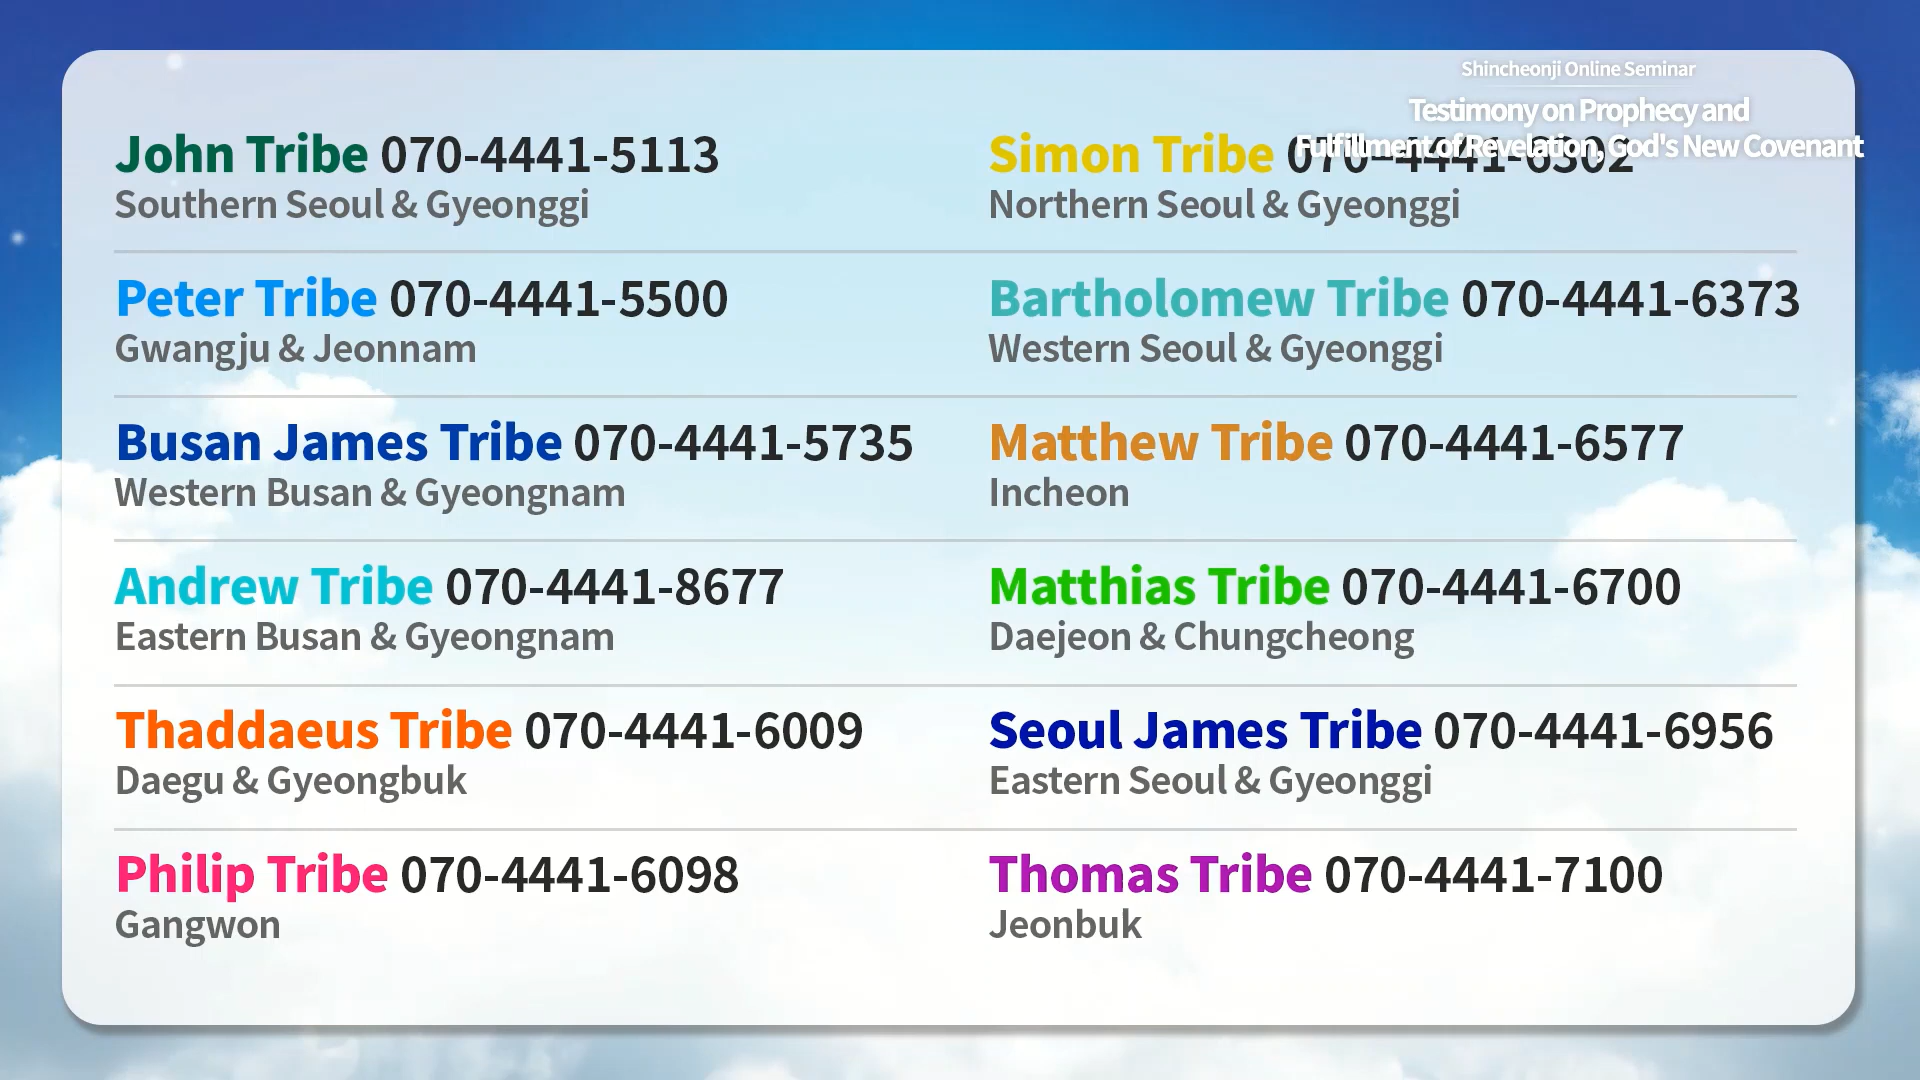 Shincheonji Online Seminar
Testimony on Prophecy and
Fulfillment of Revelation, God's New Covenant
John Tribe 070-4441-5113
Southern Seoul & Gyeonggi
Simon Tribe 070-4441-6302
Northern Seoul & Gyeonggi
Peter Tribe 070-4441-5500
Gwangju & Jeonnam
Bartholomew Tribe 070-4441-6373
Western Seoul & Gyeonggi
Busan James Tribe 070-4441-5735
Western Busan & Gyeongnam
Matthew Tribe 070-4441-6577
Incheon
Andrew Tribe 070-4441-8677
Eastern Busan & Gyeongnam
Matthias Tribe 070-4441-6700
Daejeon & Chungcheong
Thaddaeus Tribe 070-4441-6009
Daegu & Gyeongbuk
Seoul James Tribe 070-4441-6956
Eastern Seoul & Gyeonggi
Philip Tribe 070-4441-6098
Gangwon
Thomas Tribe 070-4441-7100
Jeonbuk